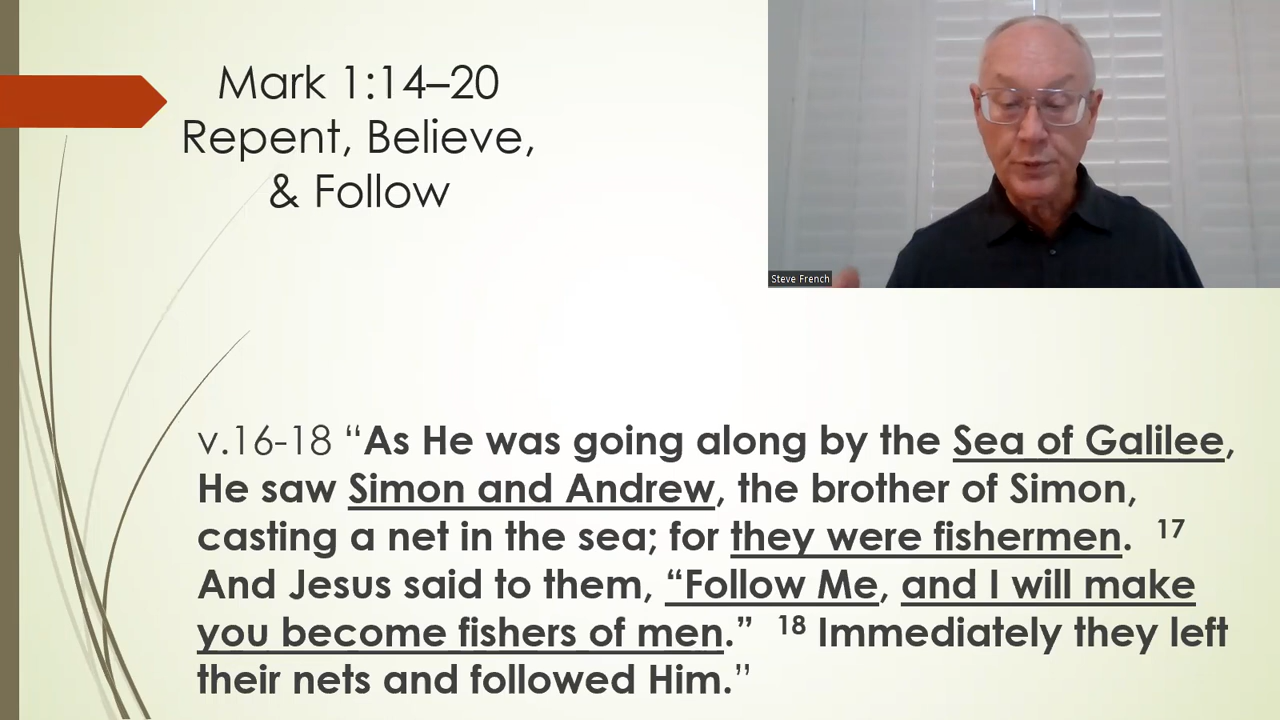 Mark 1:14–20
Repent, Believe,
& Follow
Steve French
v.16-18 “As He was going along by the Sea of Galilee,
He saw Simon and Andrew, the brother of Simon,
casting a net in the sea; for they were fishermen. 17
And Jesus said to them, “Follow Me, and I will make
you become fishers of men.” 18 Immediately they left
their nets and followed Him.”